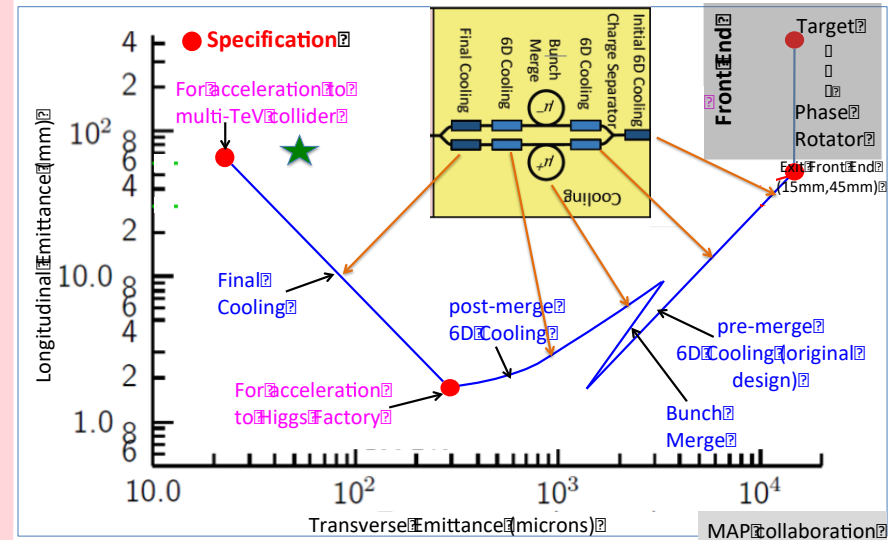 Specification
For acceleration to
multi-TeV collider
Final Cooling
6D Cooling
Bunch
Merge
6D Cooling
Charge Separator
Initial 6D Cooling
μ−
μ+
Cooling
Front End
Target
Phase
Rotator
Exit Front End
(15mm,45mm)
Longitudinal Emittance (mm)
4
2
10²
8
6
4
2
10.0
8
6
4
2
1.0
8
6
Final
Cooling
post-merge
6D Cooling
pre-merge
6D Cooling (original
design)
For acceleration
to Higgs Factory
Bunch
Merge
10.0
10²
10³
10⁴
Transverse Emittance (microns)
MAP collaboration